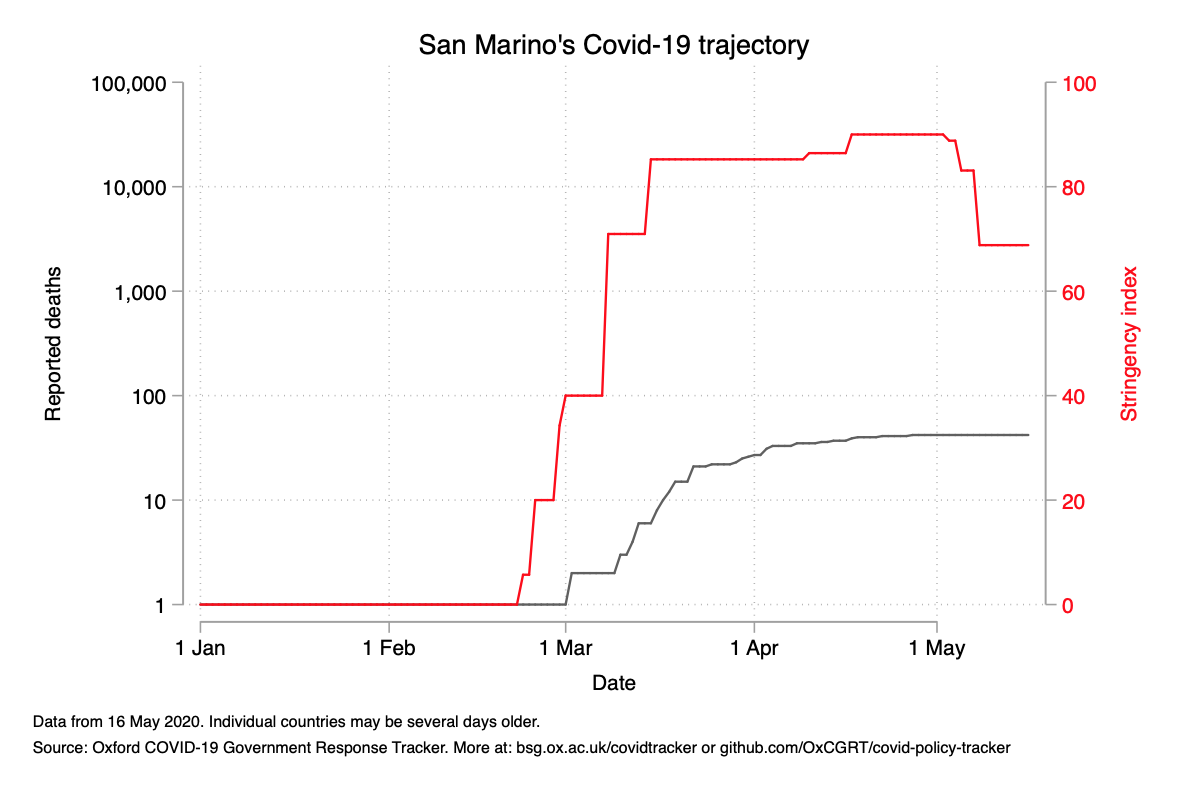 San Marino's Covid-19 trajectory
100,000
10,000
1,000
100
10
1
Reported deaths
100
80
60
40
20
0
Stringency index
1 Jan
1 Feb
1 Mar
1 Apr
1 May
Date
Data from 16 May 2020. Individual countries may be several days older.
Source: Oxford COVID-19 Government Response Tracker. More at: bsg.ox.ac.uk/covidtracker or github.com/OxCGRT/covid-policy-tracker